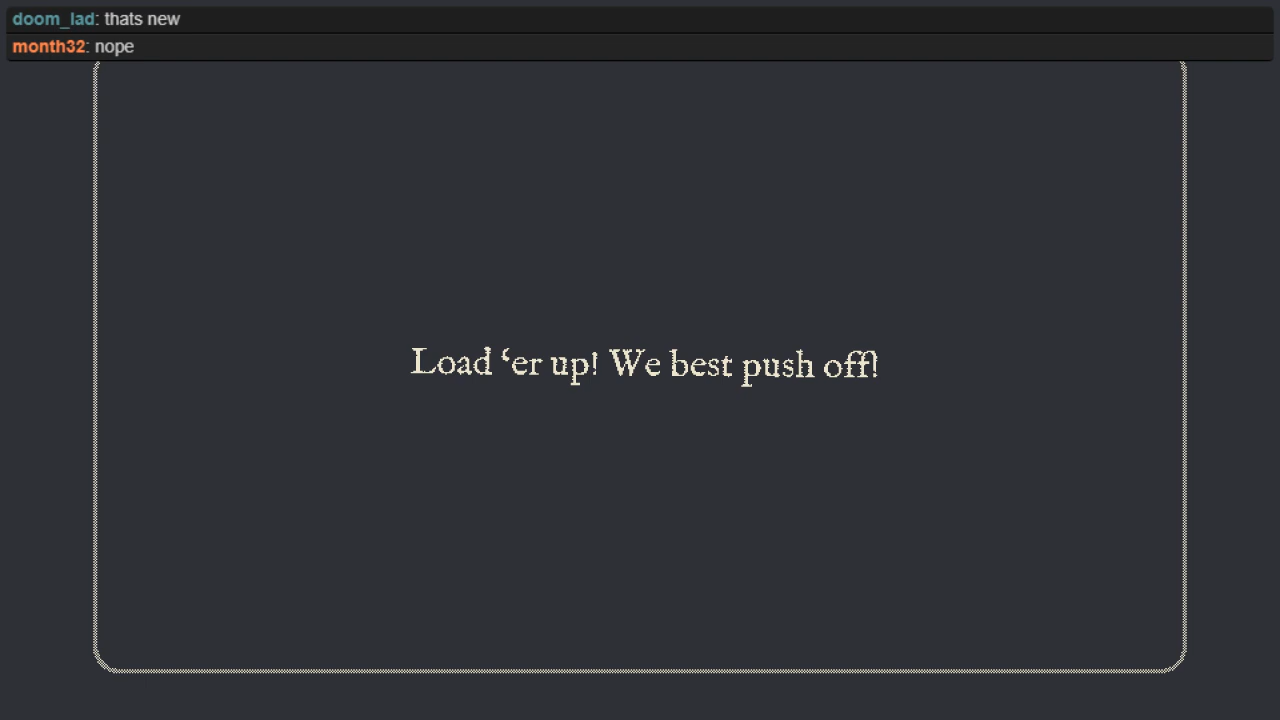 doom_lad: thats new
month32: nope
Load ‘er up! We best push off!